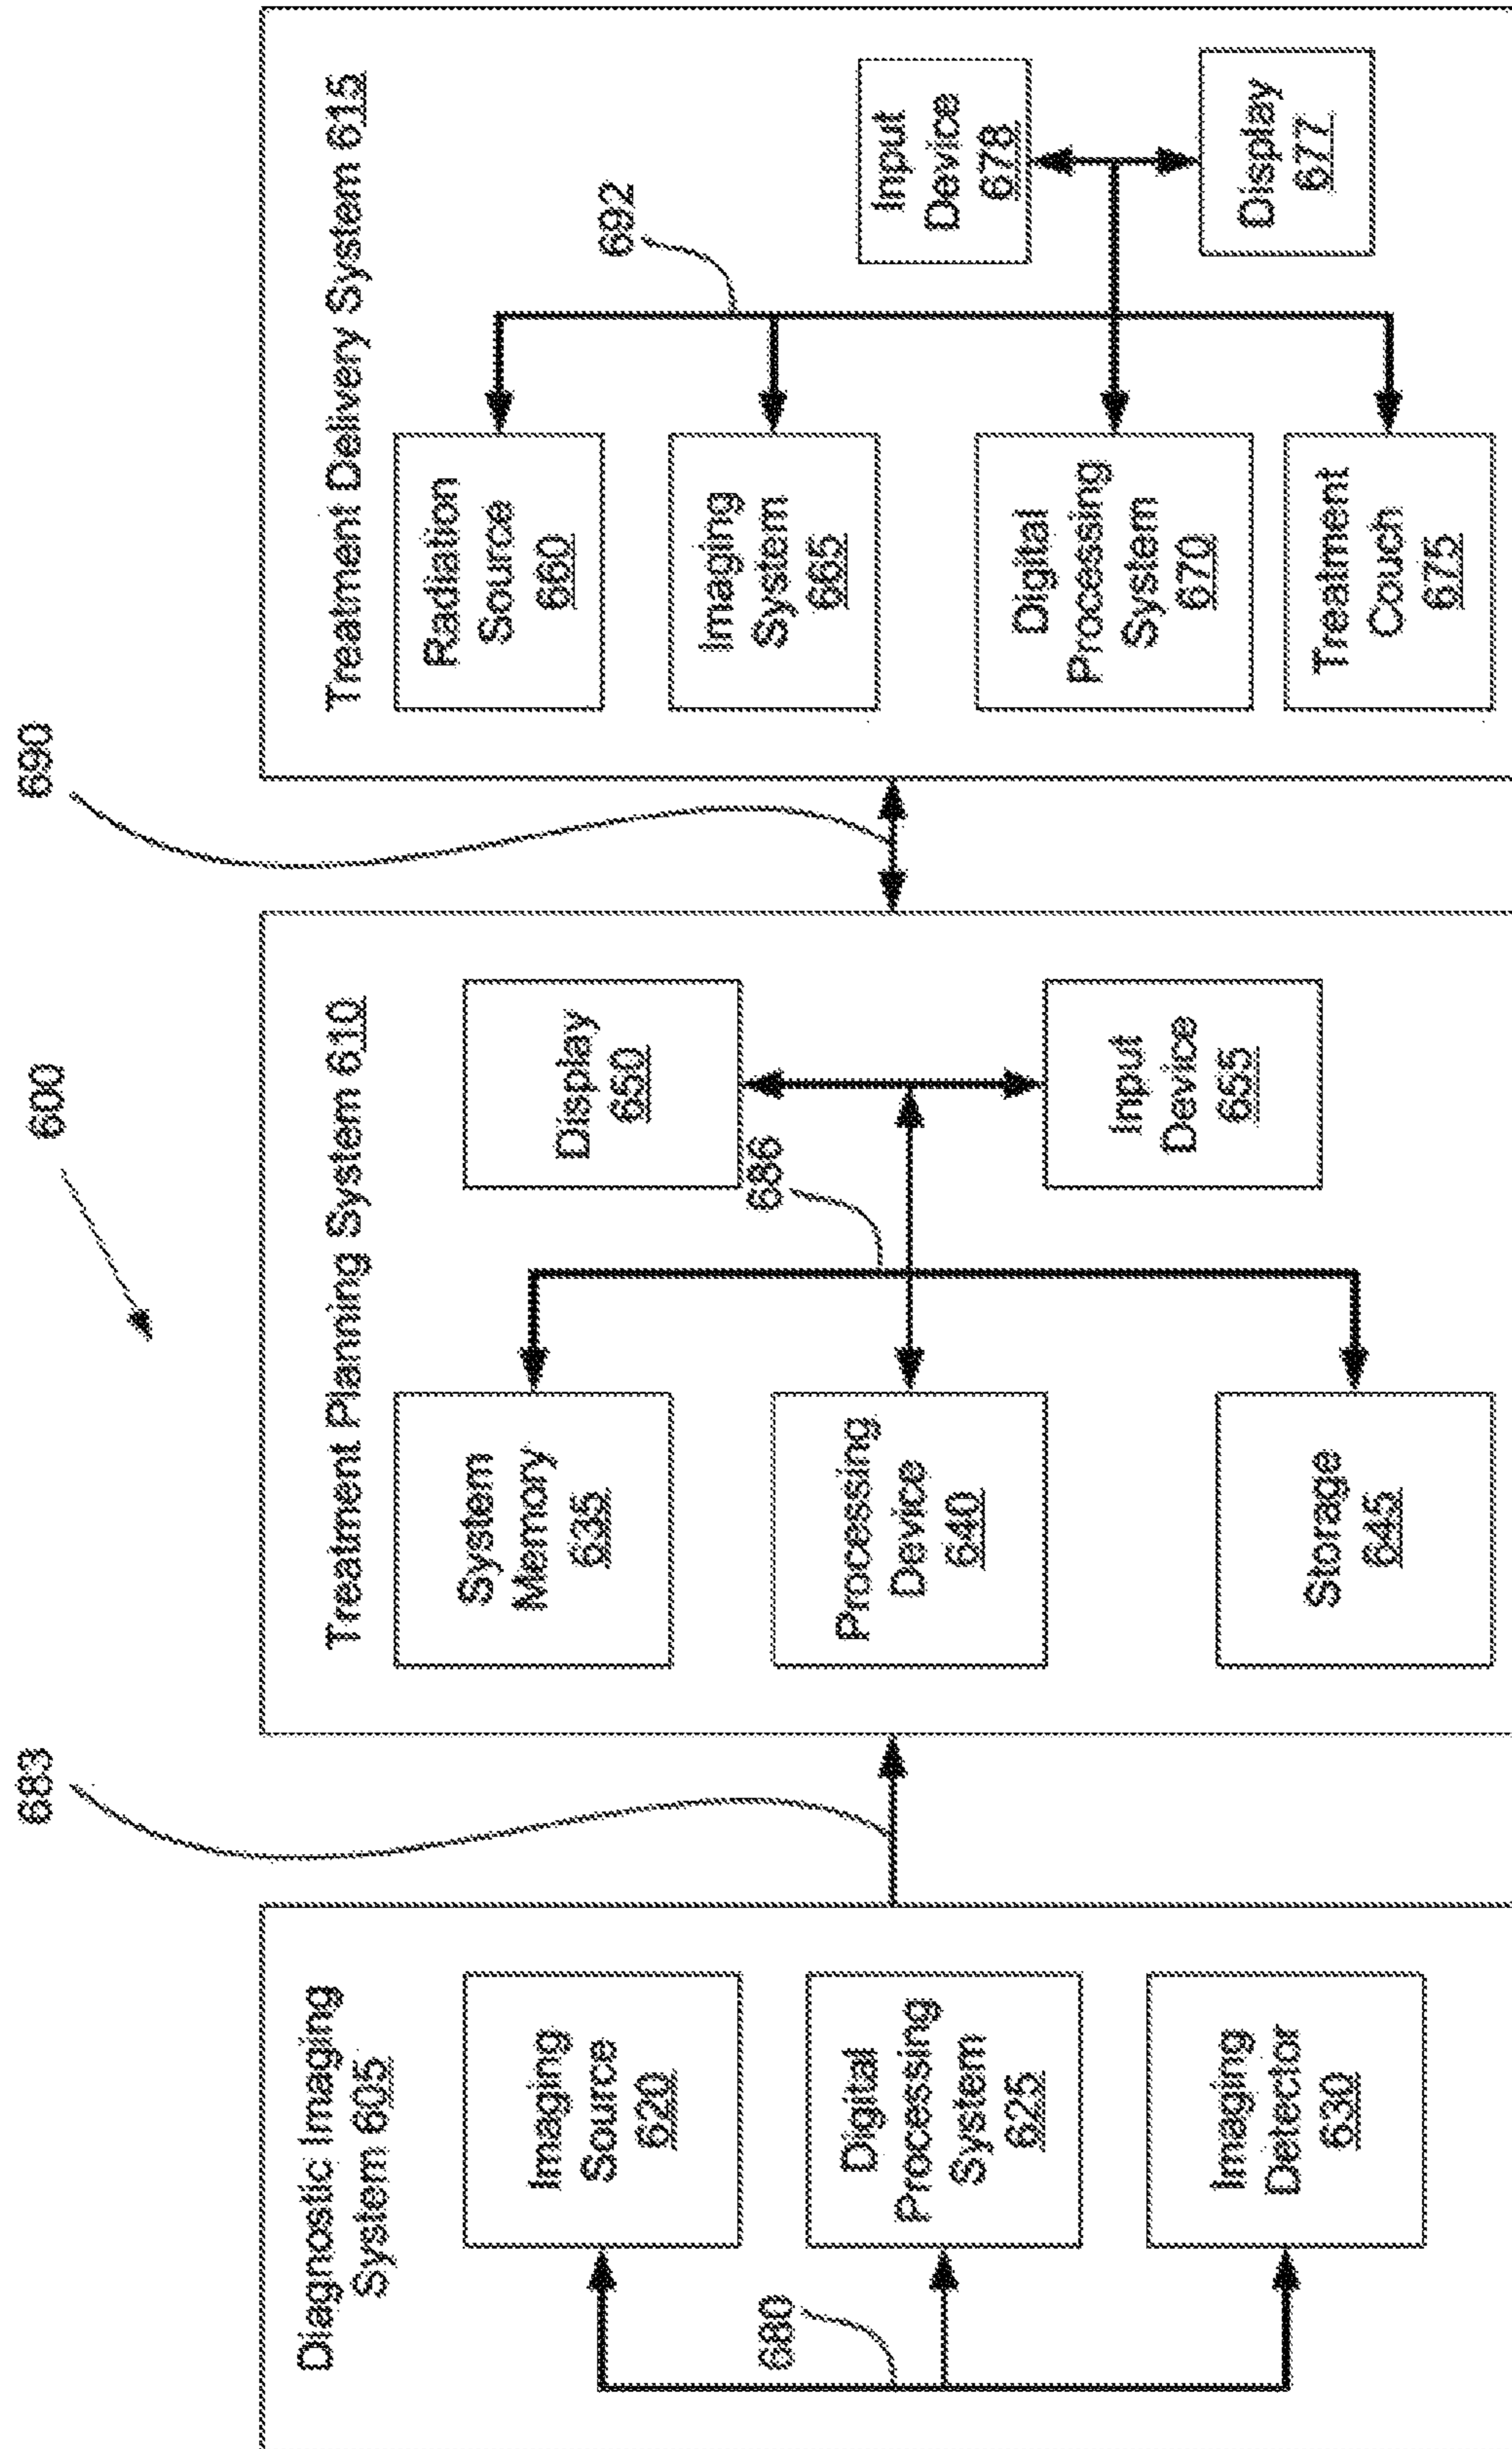 600
683
690
Diagnostic Imaging
System 605
Imaging
Source
620
Digital
Processing
System
625
Imaging
Detector
630
680
Treatment Planning System 610
System
Memory
635
Processing
Device
640
Storage
645
686
Display
650
Input
Device
655
Treatment Delivery System 615
Radiation
Source
660
Imaging
System
665
Digital
Processing
System
670
Treatment
Couch
675
692
Input
Device
678
Display
677